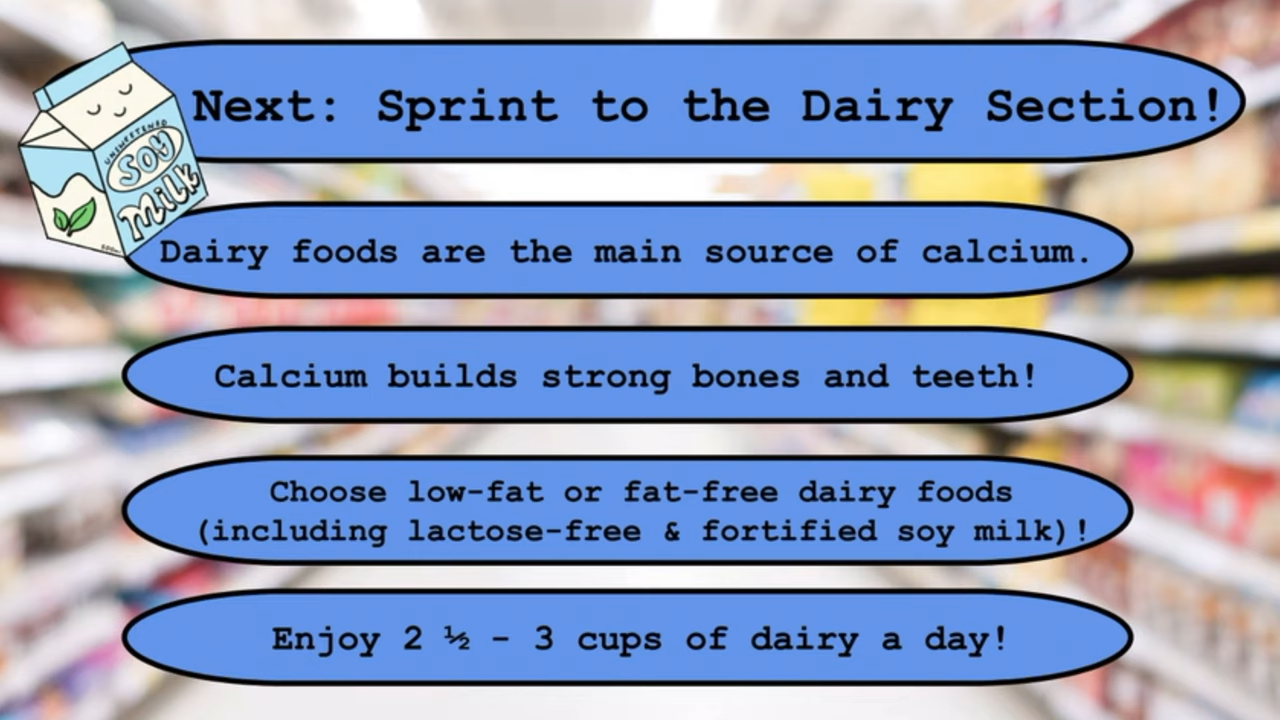 Next: Sprint to the Dairy Section!
UNSWEETENED
SOY
MiLK
Dairy foods are the main source of calcium.
Calcium builds strong bones and teeth!
Choose low-fat or fat-free dairy foods
(including lactose-free & fortified soy milk)!
Enjoy 2 ½ - 3 cups of dairy a day!